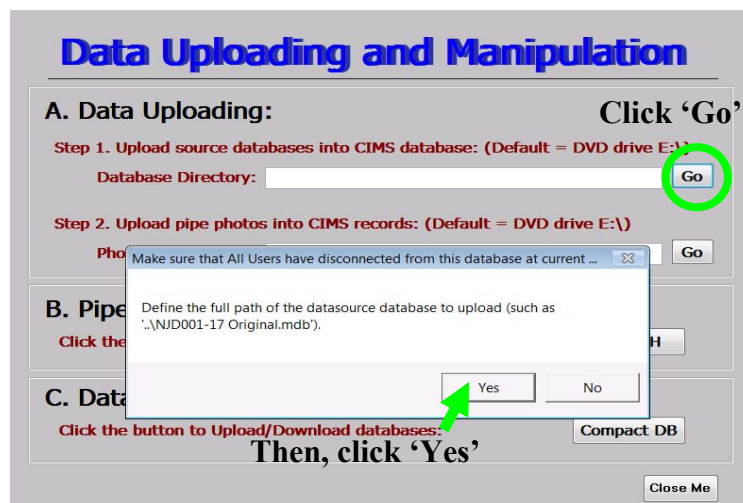 Data Uploading and Manipulation
A. Data Uploading:
Click ‘Go’
Step 1. Upload source databases into CIMS database: (Default = DVD drive E:\)
Database Directory:
Go
Step 2. Upload pipe photos into CIMS records: (Default = DVD drive E:\)
Pho
Go
Make sure that All Users have disconnected from this database at current ...
Define the full path of the datasource database to upload (such as
'..\NJD001-17 Original.mdb').
Yes
No
B. Pipe
Click the
H
C. Data
Click the button to Upload/Download databases:
Compact DB
Then, click ‘Yes’
Close Me